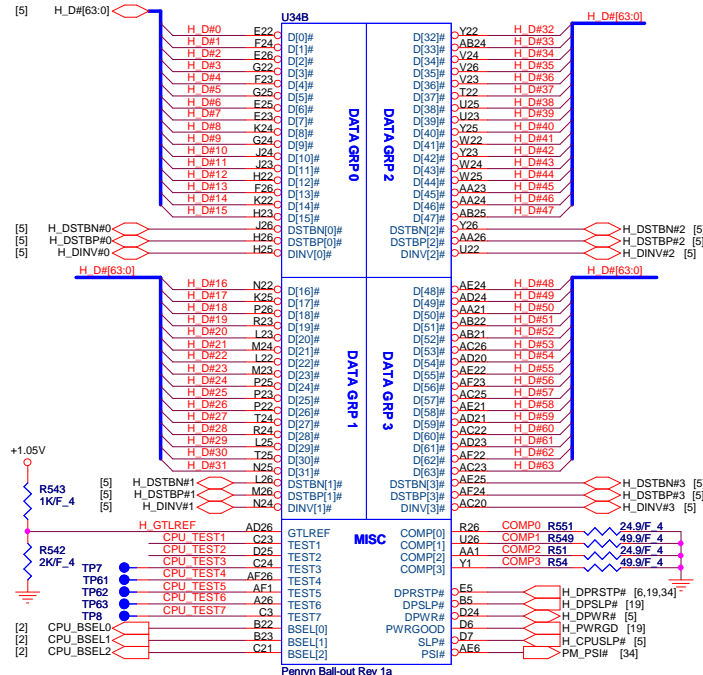 [5] H_D#[63:0] U34B H_D#[63:0]
H_D#0 E22 D[0]# D[32]# Y22 H_D#32
H_D#1 F24 D[1]# D[33]# AB24 H_D#33
H_D#2 E26 D[2]# D[34]# V24 H_D#34
H_D#3 G22 D[3]# D[35]# V26 H_D#35
H_D#4 F23 D[4]# D[36]# V23 H_D#36
H_D#5 G25 D[5]# D[37]# T22 H_D#37
H_D#6 E25 D[6]# D[38]# U25 H_D#38
H_D#7 E23 D[7]# D[39]# U23 H_D#39
H_D#8 K24 D[8]# D[40]# Y25 H_D#40
H_D#9 G24 D[9]# D[41]# W22 H_D#41
H_D#10 J24 D[10]# D[42]# Y23 H_D#42
H_D#11 J23 D[11]# D[43]# W24 H_D#43
H_D#12 H22 D[12]# D[44]# W25 H_D#44
H_D#13 F26 D[13]# D[45]# AA23 H_D#45
H_D#14 K22 D[14]# D[46]# AA24 H_D#46
H_D#15 H23 D[15]# D[47]# AB25 H_D#47
DATA GRP 0
DATA GRP 2
[5] H_DSTBN#0 J26 DSTBN[0]# DSTBN[2]# Y26 H_DSTBN#2 [5]
[5] H_DSTBP#0 H26 DSTBP[0]# DSTBP[2]# AA26 H_DSTBP#2 [5]
[5] H_DINV#0 H25 DINV[0]# DINV[2]# U22 H_DINV#2 [5]
H_D#[63:0] H_D#[63:0]
H_D#16 N22 D[16]# D[48]# AE24 H_D#48
H_D#17 K25 D[17]# D[49]# AD24 H_D#49
H_D#18 P26 D[18]# D[50]# AA21 H_D#50
H_D#19 R23 D[19]# D[51]# AB22 H_D#51
H_D#20 L23 D[20]# D[52]# AB21 H_D#52
H_D#21 M24 D[21]# D[53]# AC26 H_D#53
H_D#22 L22 D[22]# D[54]# AD20 H_D#54
H_D#23 M23 D[23]# D[55]# AE22 H_D#55
H_D#24 P25 D[24]# D[56]# AF23 H_D#56
H_D#25 P23 D[25]# D[57]# AC25 H_D#57
H_D#26 P22 D[26]# D[58]# AE21 H_D#58
H_D#27 T24 D[27]# D[59]# AD21 H_D#59
H_D#28 R24 D[28]# D[60]# AC22 H_D#60
H_D#29 L25 D[29]# D[61]# AD23 H_D#61
H_D#30 T25 D[30]# D[62]# AF22 H_D#62
H_D#31 N25 D[31]# D[63]# AC23 H_D#63
DATA GRP 1
DATA GRP 3
[5] H_DSTBN#1 L26 DSTBN[1]# DSTBN[3]# AE25 H_DSTBN#3 [5]
[5] H_DSTBP#1 M26 DSTBP[1]# DSTBP[3]# AF24 H_DSTBP#3 [5]
[5] H_DINV#1 N24 DINV[1]# DINV[3]# AC20 H_DINV#3 [5]
+1.05V
R543
1K/F_4
R542
2K/F_4
MISC
H_GTLREF AD26 GTLREF COMP[0] R26 COMP0 R551 24.9/F_4
CPU_TEST1 C23 TEST1 COMP[1] U26 COMP1 R549 49.9/F_4
CPU_TEST2 D25 TEST2 COMP[2] AA1 COMP2 R51 24.9/F_4
TP7 CPU_TEST3 C24 TEST3 COMP[3] Y1 COMP3 R54 49.9/F_4
TP61 CPU_TEST4 AF26 TEST4
TP62 CPU_TEST5 AF1 TEST5 DPRSTP# E5 H_DPRSTP# [6,19,34]
TP63 CPU_TEST6 A26 TEST6 DPSLP# B5 H_DPSLP# [19]
TP8 CPU_TEST7 C3 TEST7 DPWR# D24 H_DPWR# [5]
[2] CPU_BSEL0 B22 BSEL[0] PWRGOOD D6 H_PWRGD [19]
[2] CPU_BSEL1 B23 BSEL[1] SLP# D7 H_CPUSLP# [5]
[2] CPU_BSEL2 C21 BSEL[2] PSI# AE6 PM_PSI# [34]
Penryn Ball-out Rev 1a